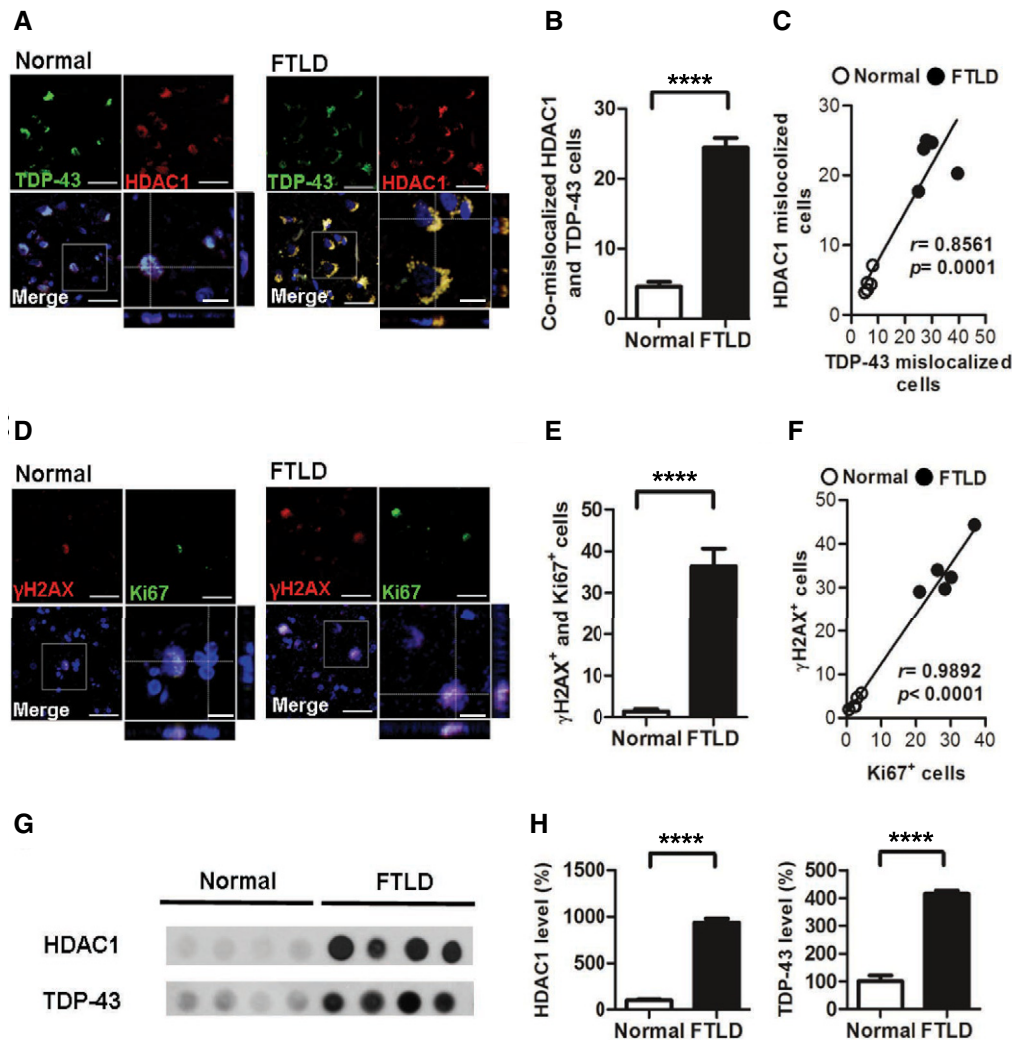 A
Normal
FTLD
TDP-43
HDAC1
TDP-43
HDAC1
Merge
Merge
B
****
Co-mislocalized HDAC1
and TDP-43 cells
30
20
10
0
Normal FTLD
C
Normal FTLD
HDAC1 mislocolized
cells
30
20
10
0
r= 0.8561
p= 0.0001
0 10 20 30 40 50
TDP-43 mislocalized
cells
D
Normal
FTLD
γH2AX
Ki67
γH2AX
Ki67
Merge
Merge
E
****
γH2AX⁺ and Ki67⁺ cells
50
40
30
20
10
0
Normal FTLD
F
Normal FTLD
γH2AX⁺ cells
50
40
30
20
10
0
r= 0.9892
p< 0.0001
0 10 20 30 40
Ki67⁺ cells
G
Normal FTLD
HDAC1
TDP-43
H
****
HDAC1 level (%)
1500
1000
500
0
Normal FTLD
****
TDP-43 level (%)
500
400
300
200
100
0
Normal FTLD